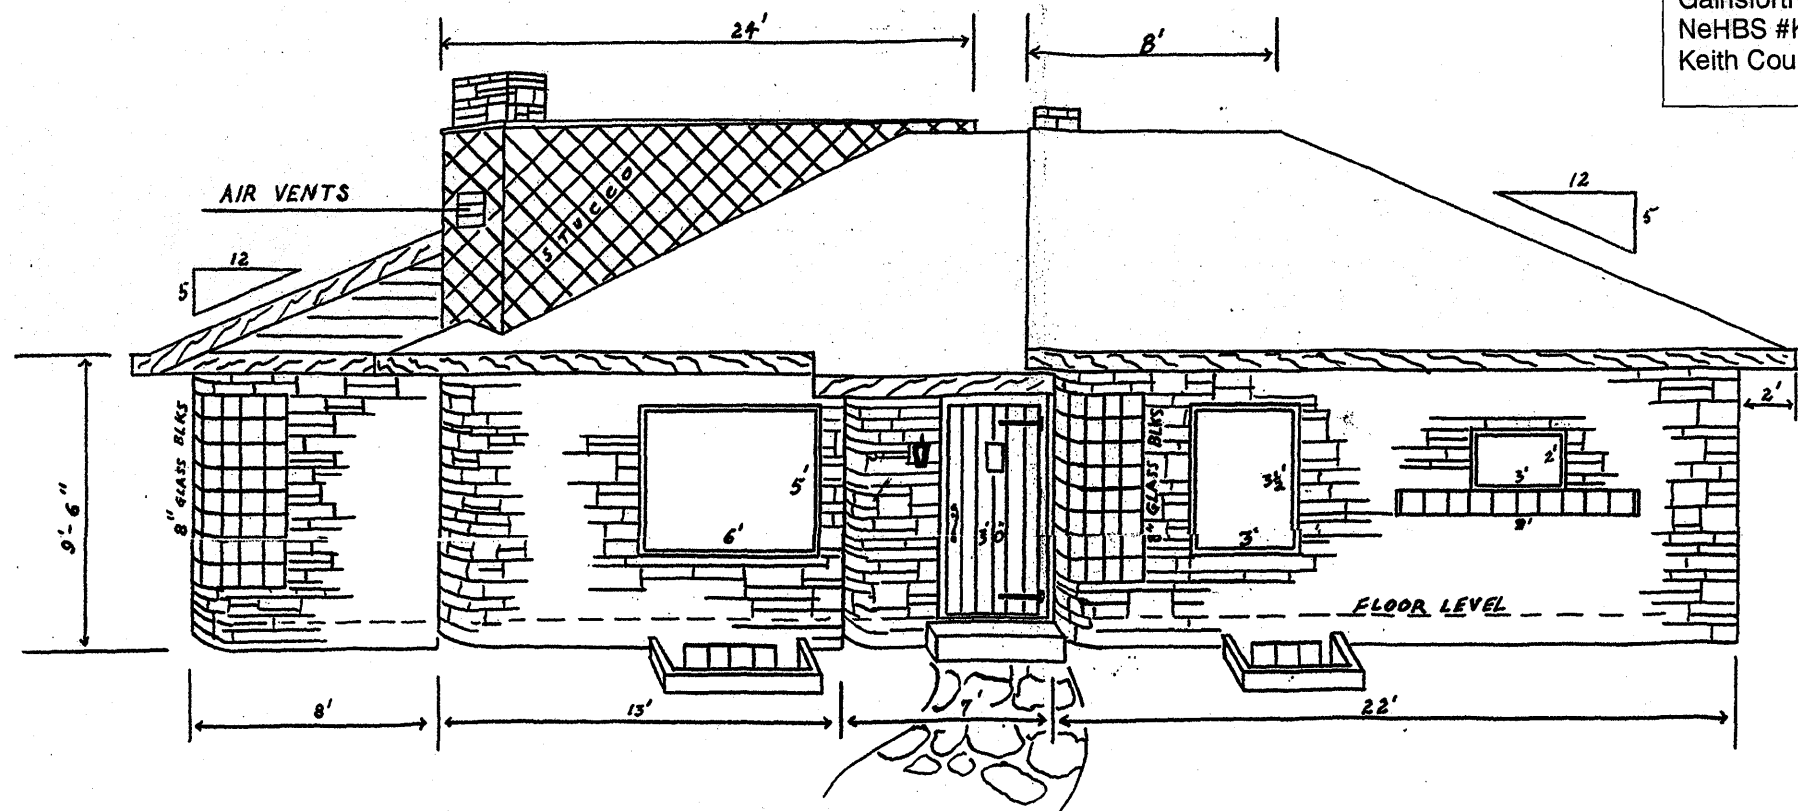 Gainsforth
NeHBS #K
Keith Cou
24'
8'
AIR VENTS
STUCCO
12
5
12
5
2'
9'-6"
8" GLASS BLKS
5'
6'
3'0"
8" GLASS BLKS
3½'
3'
2'
3'
8'
FLOOR LEVEL
8'
13'
7'
22'